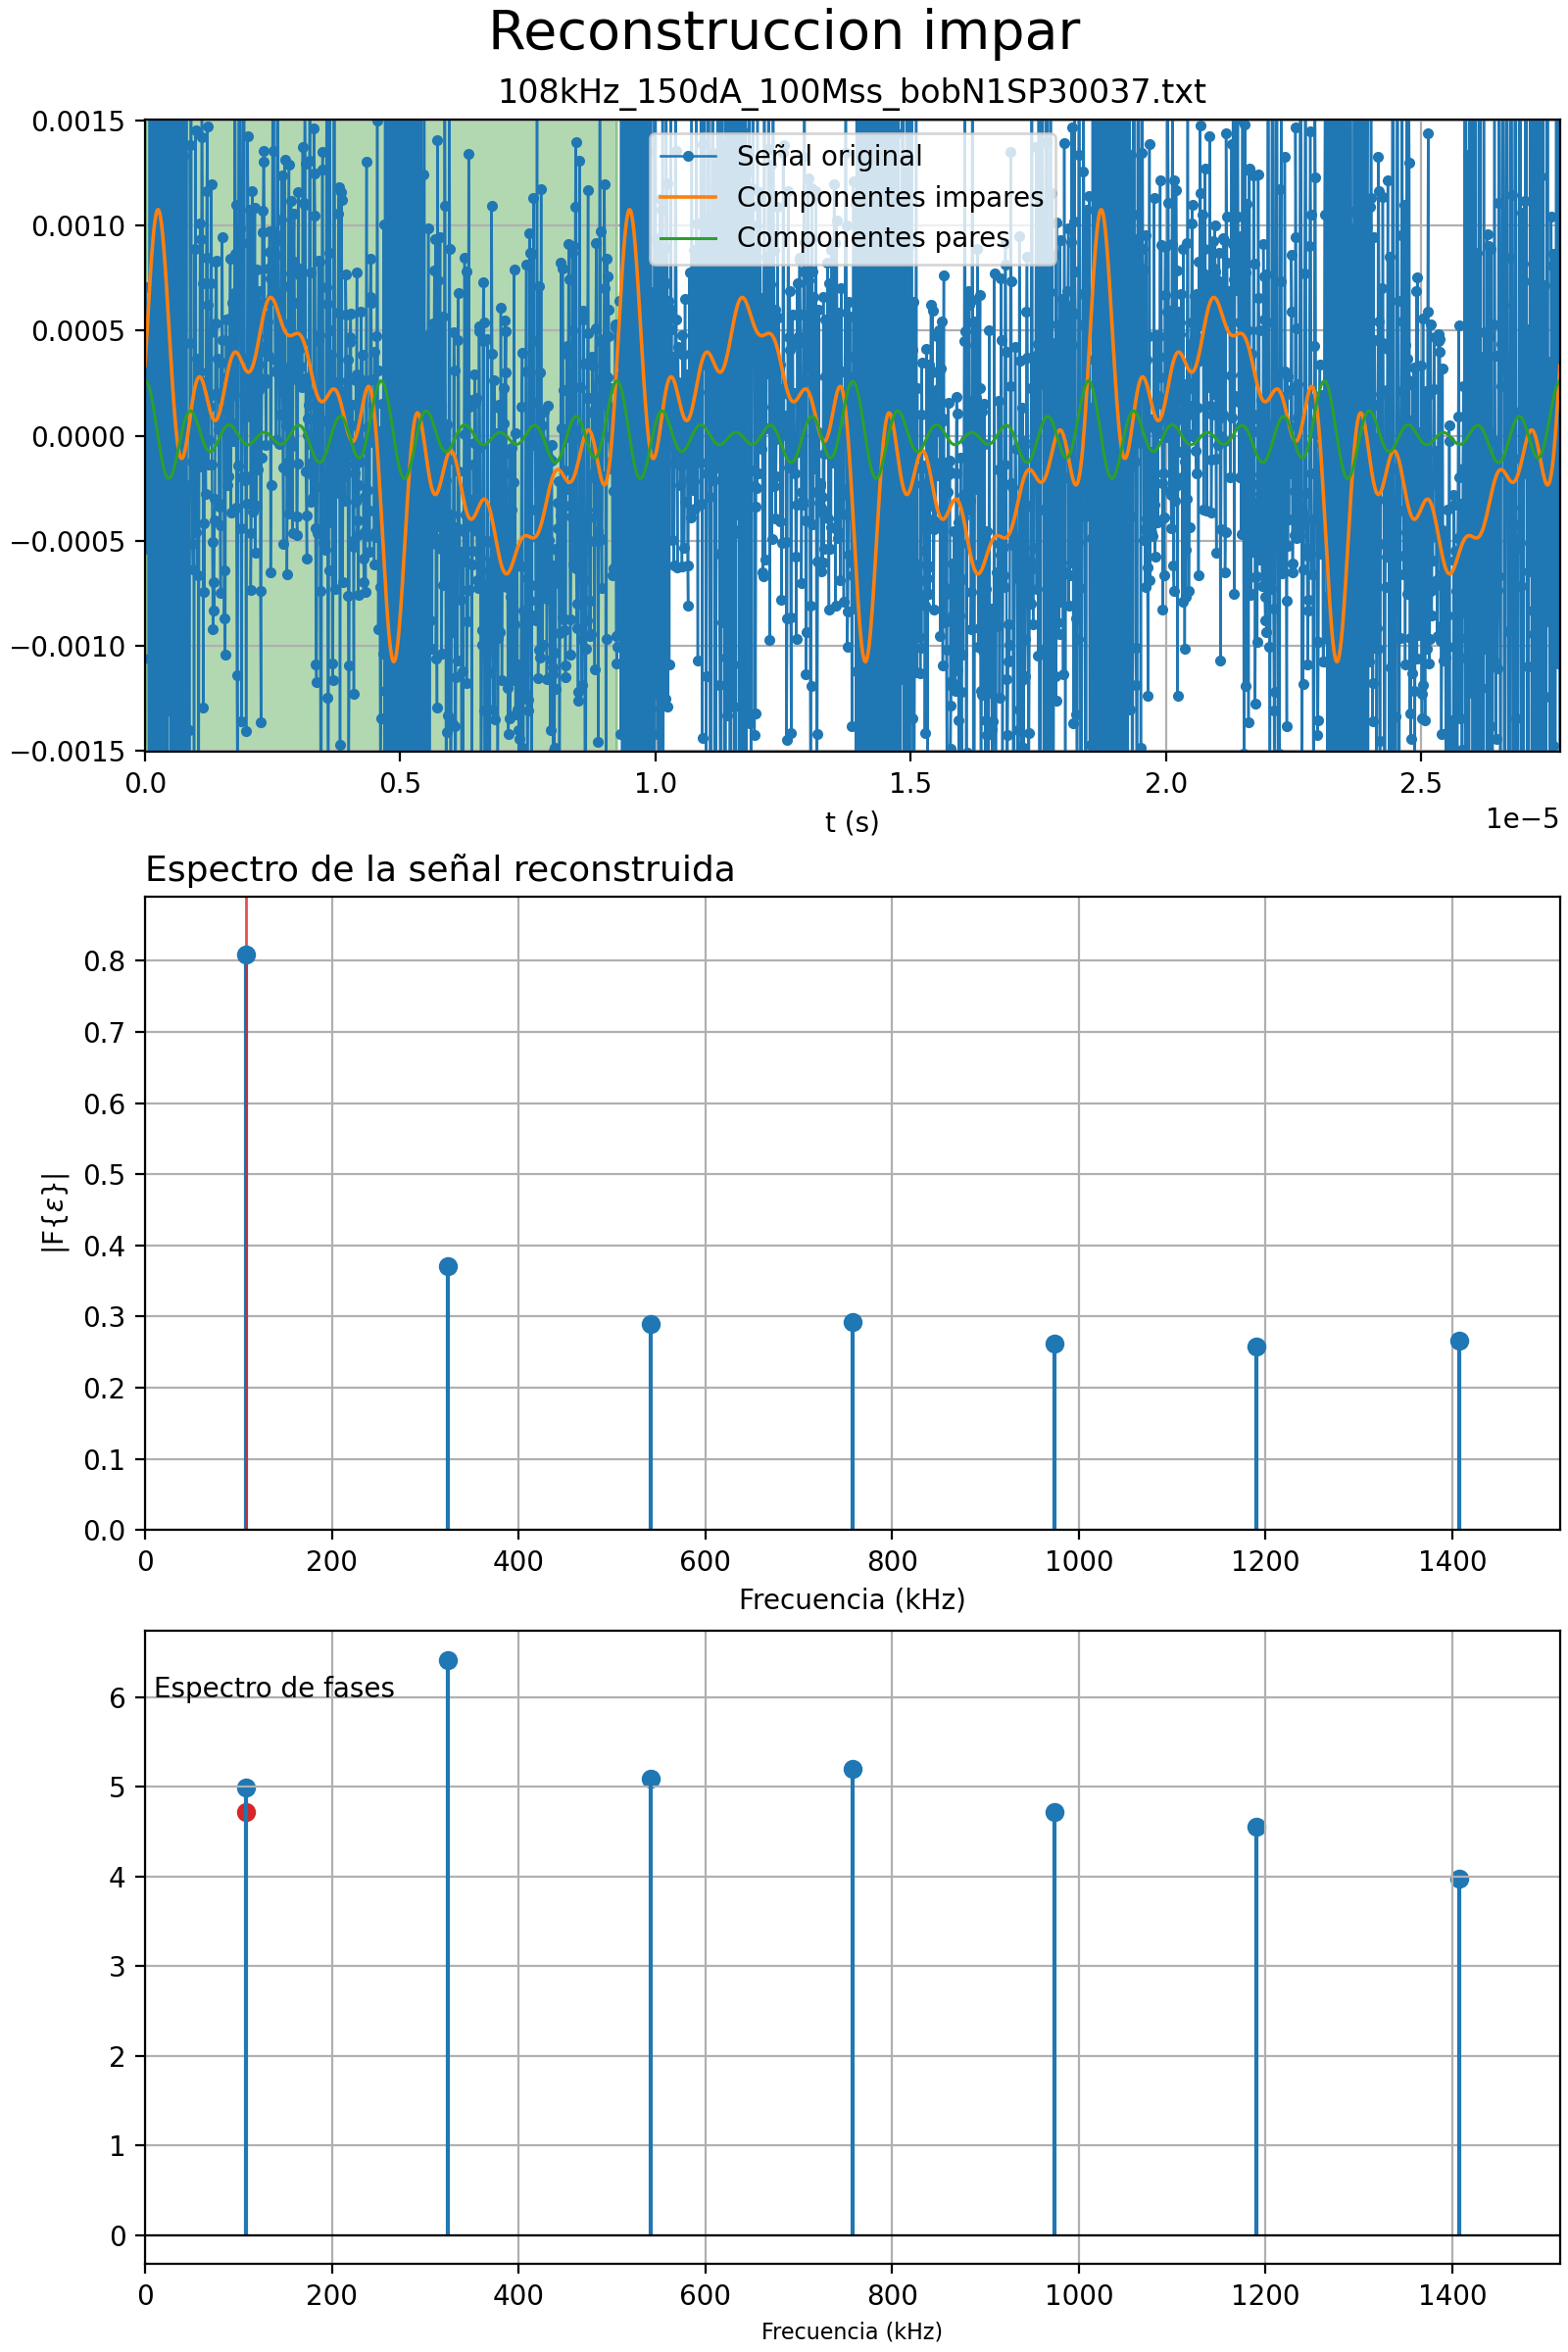 Reconstruccion impar
108kHz_150dA_100Mss_bobN1SP30037.txt
0.0015
0.0010
0.0005
0.0000
−0.0005
−0.0010
−0.0015
Señal original
Componentes impares
Componentes pares
0.0 0.5 1.0 1.5 2.0 2.5
1e−5
t (s)
Espectro de la señal reconstruida
0.8
0.7
0.6
0.5
0.4
0.3
0.2
0.1
0.0
|F{ε}|
0 200 400 600 800 1000 1200 1400
Frecuencia (kHz)
Espectro de fases
6
5
4
3
2
1
0
0 200 400 600 800 1000 1200 1400
Frecuencia (kHz)